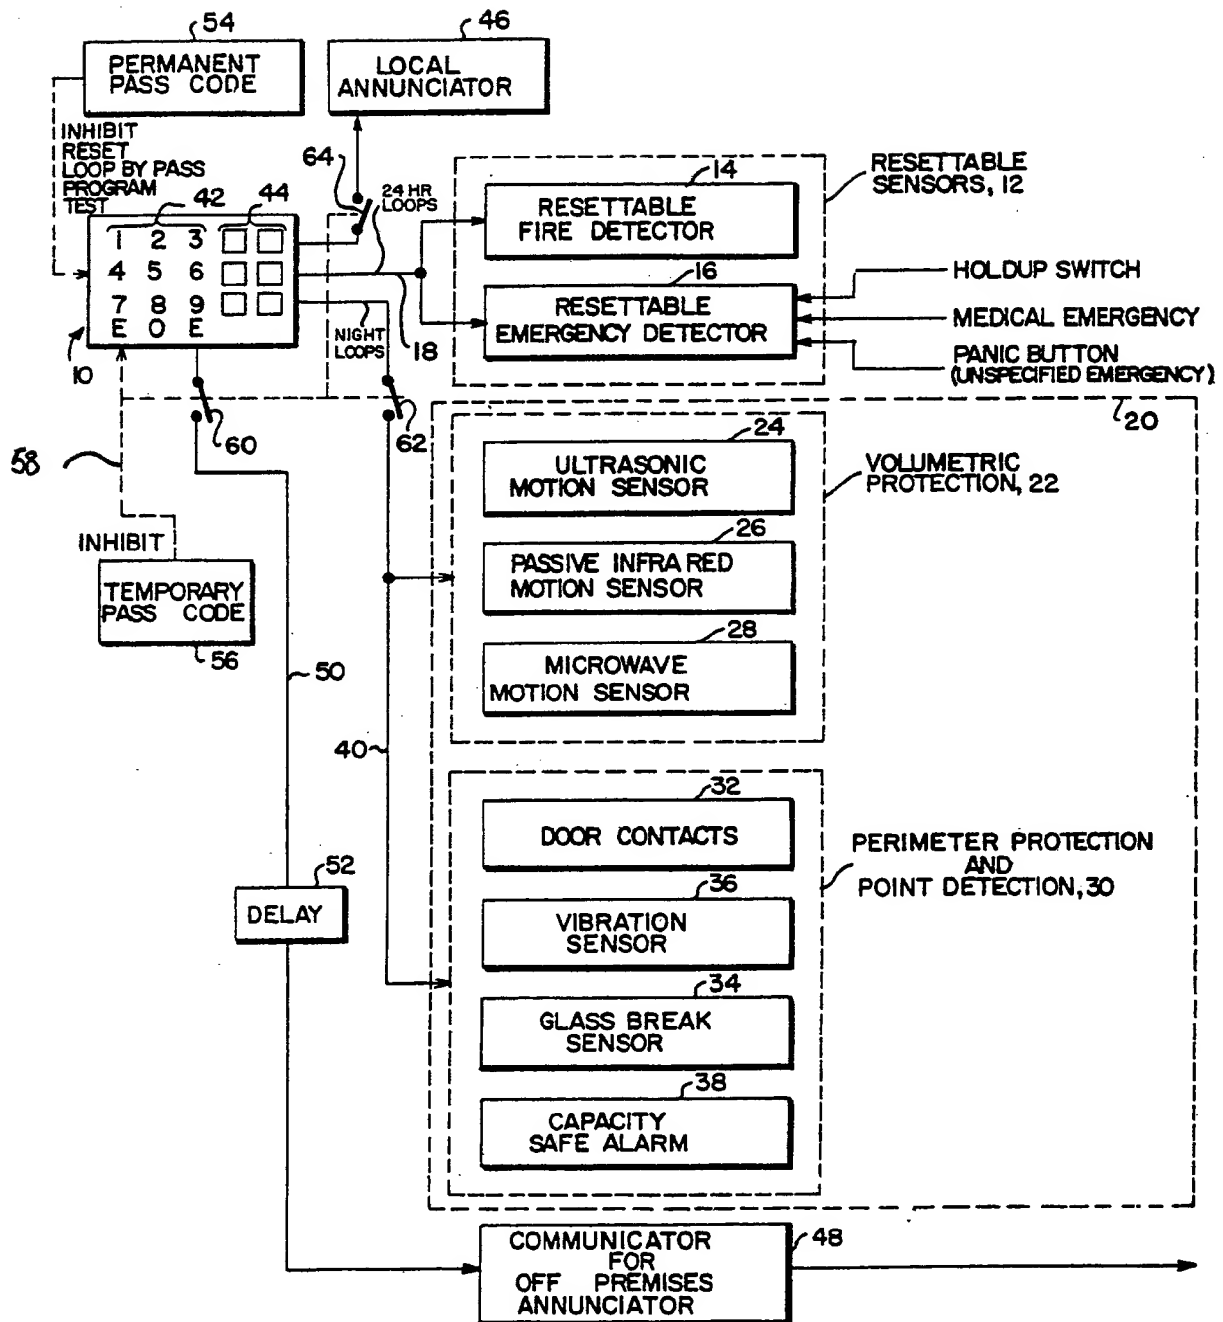 54
PERMANENT
PASS CODE
46
LOCAL
ANNUNCIATOR
INHIBIT
RESET
LOOP BY PASS
PROGRAM
TEST
42
44
64
24 HR
LOOPS
14
RESETTABLE
FIRE DETECTOR
RESETTABLE
SENSORS, 12
1 2 3
4 5 6
7 8 9
E O E
10
NIGHT
LOOPS
18
16
RESETTABLE
EMERGENCY DETECTOR
HOLDUP SWITCH
MEDICAL EMERGENCY
PANIC BUTTON
(UNSPECIFIED EMERGENCY)
60
62
20
58
24
ULTRASONIC
MOTION SENSOR
VOLUMETRIC
PROTECTION, 22
26
PASSIVE INFRARED
MOTION SENSOR
INHIBIT
TEMPORARY
PASS CODE
56
28
MICROWAVE
MOTION SENSOR
50
40
32
DOOR CONTACTS
PERIMETER PROTECTION
AND
POINT DETECTION, 30
52
DELAY
36
VIBRATION
SENSOR
34
GLASS BREAK
SENSOR
38
CAPACITY
SAFE ALARM
COMMUNICATOR
FOR
OFF PREMISES
ANNUNCIATOR
48